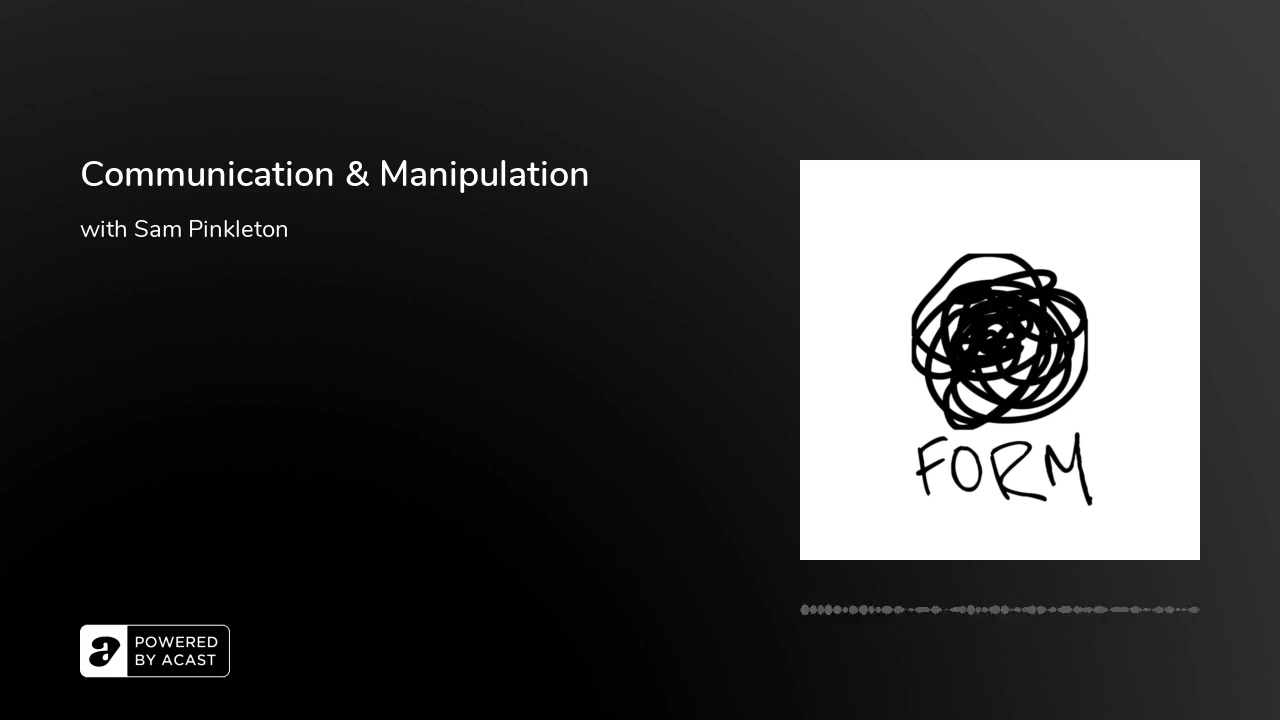 Communication & Manipulation
with Sam Pinkleton
FORM
a POWERED
BY ACAST